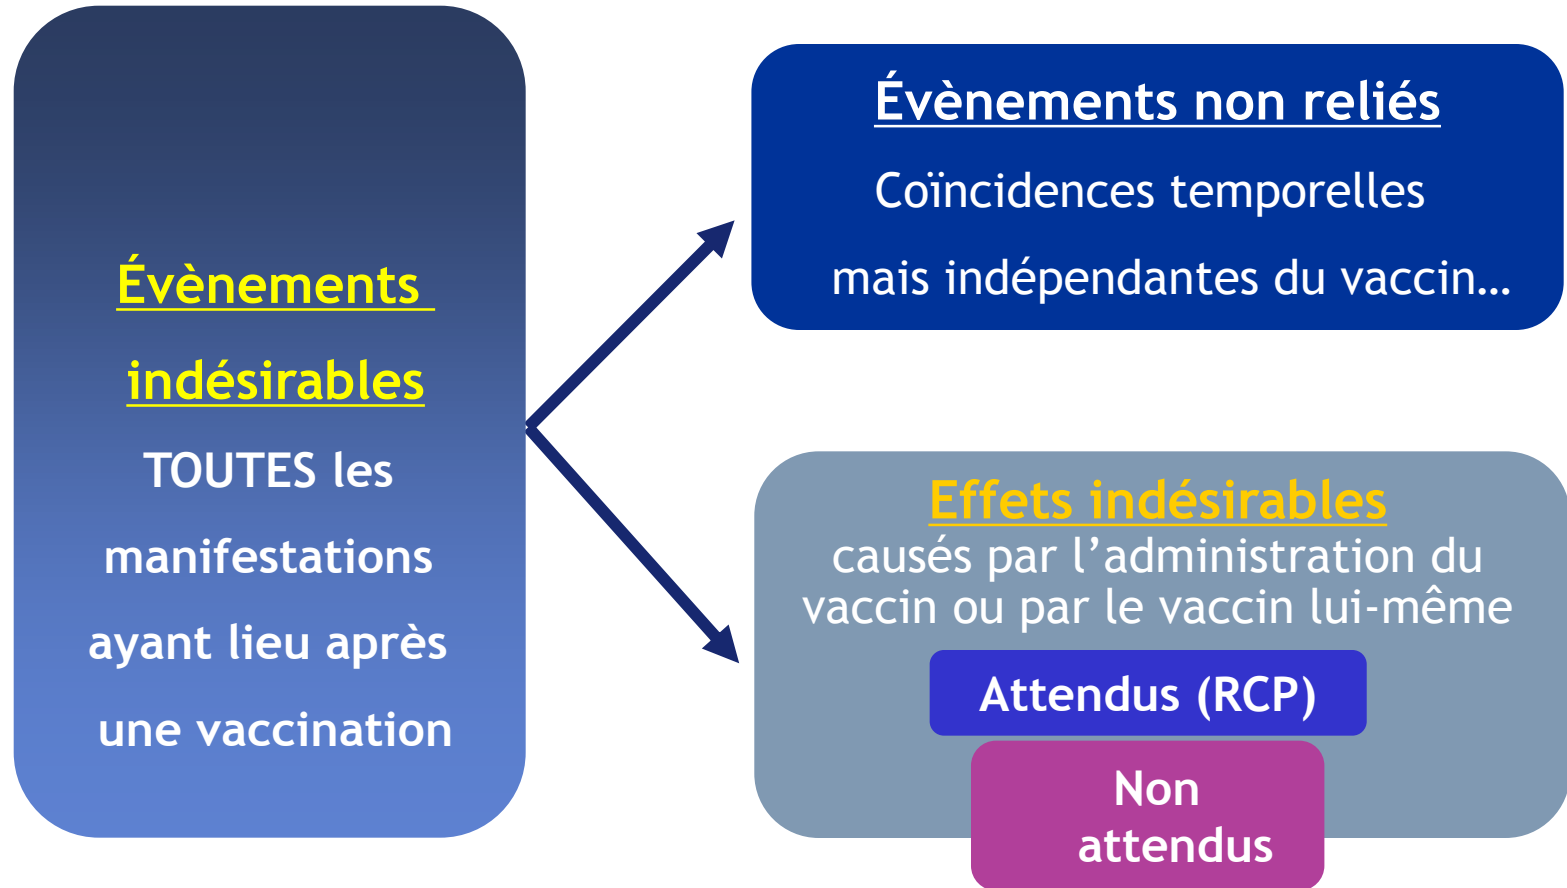 Évènements
indésirables
TOUTES les
manifestations
ayant lieu après
une vaccination
Évènements non reliés
Coïncidences temporelles
mais indépendantes du vaccin…
Effets indésirables
causés par l’administration du
vaccin ou par le vaccin lui-même
Attendus (RCP)
Non
attendus